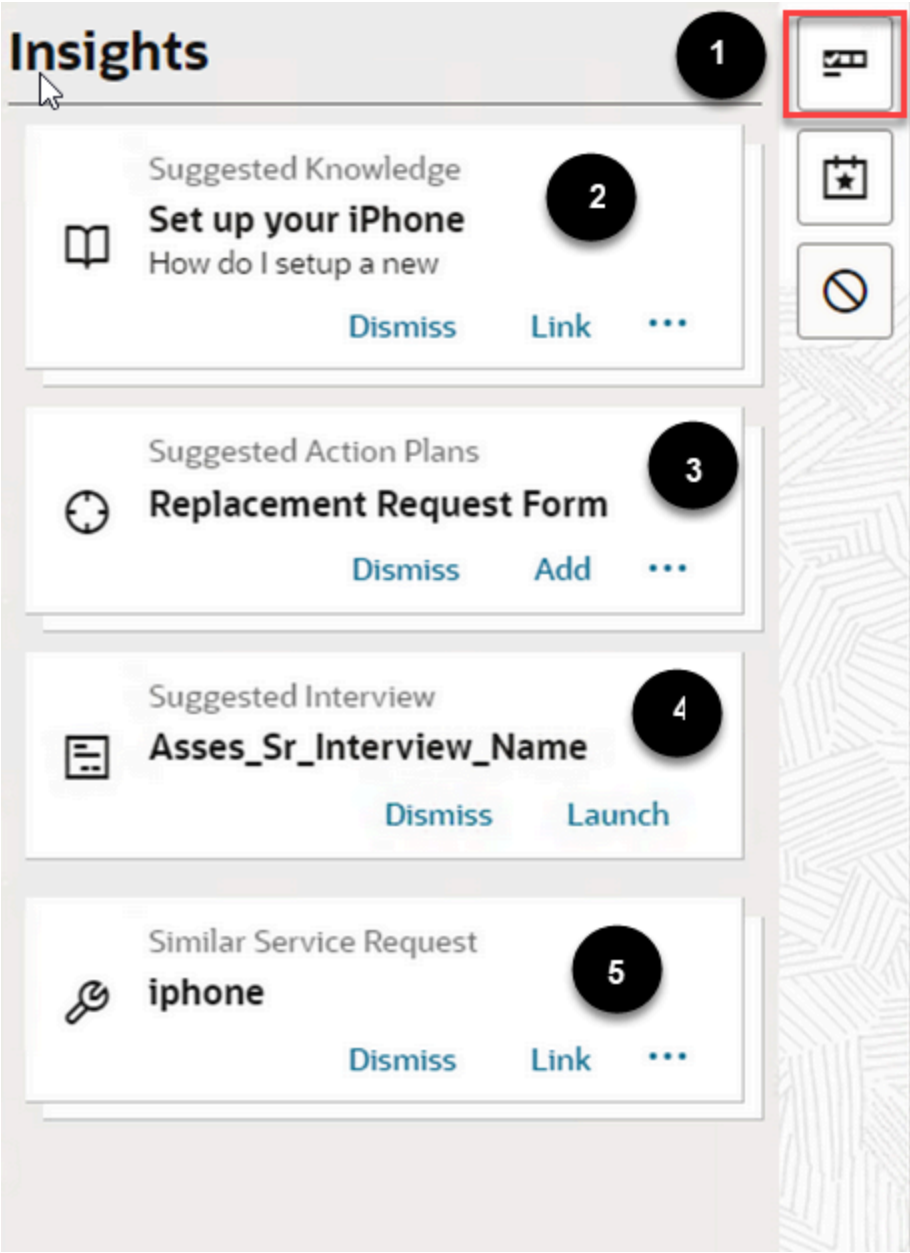 Insights
1
Suggested Knowledge
2
Set up your iPhone
How do I setup a new
Dismiss Link ...
Suggested Action Plans
3
Replacement Request Form
Dismiss Add ...
Suggested Interview
4
Asses_Sr_Interview_Name
Dismiss Launch
Similar Service Request
5
iphone
Dismiss Link ...